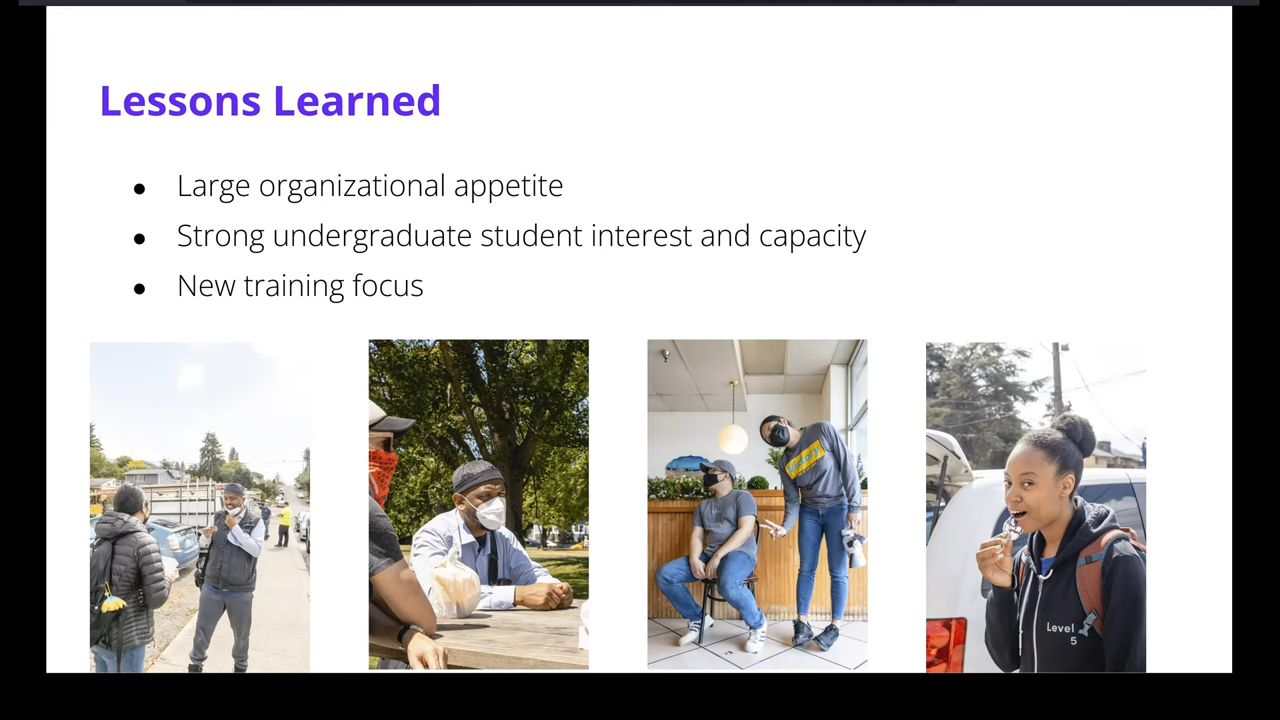 Lessons Learned
● Large organizational appetite
● Strong undergraduate student interest and capacity
● New training focus
Level
5